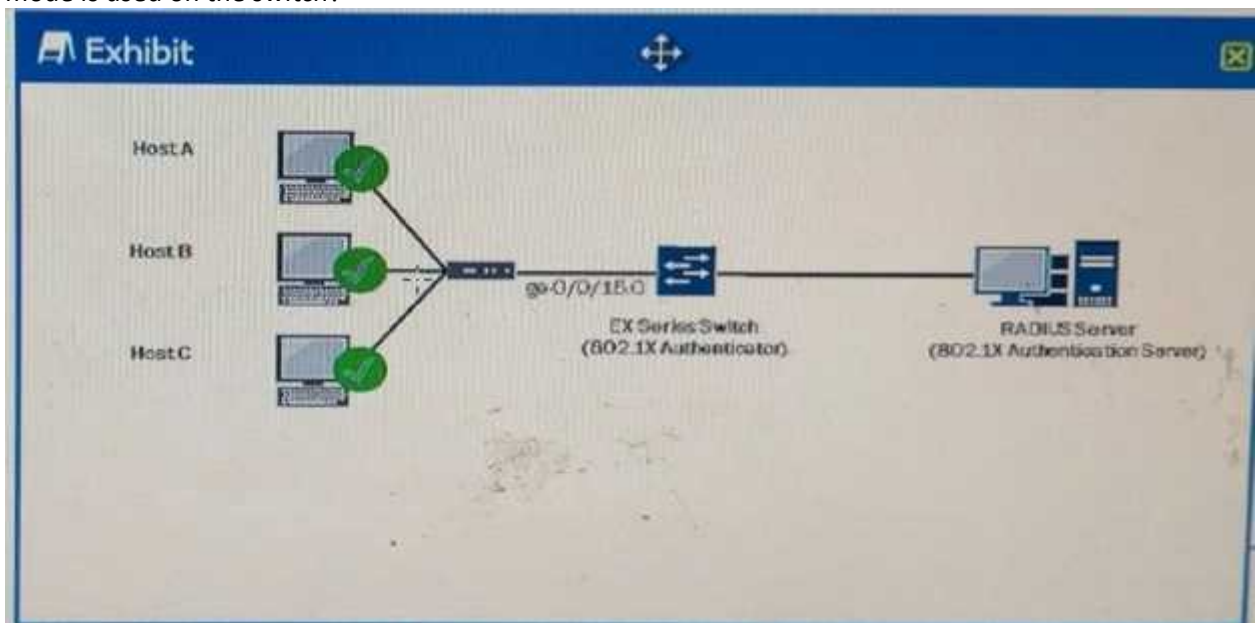 Exhibit
Host A
Host B
Host C
ge-0/0/15.0
EX Series Switch
(802.1X Authenticator)
RADIUS Server
(802.1X Authentication Server)